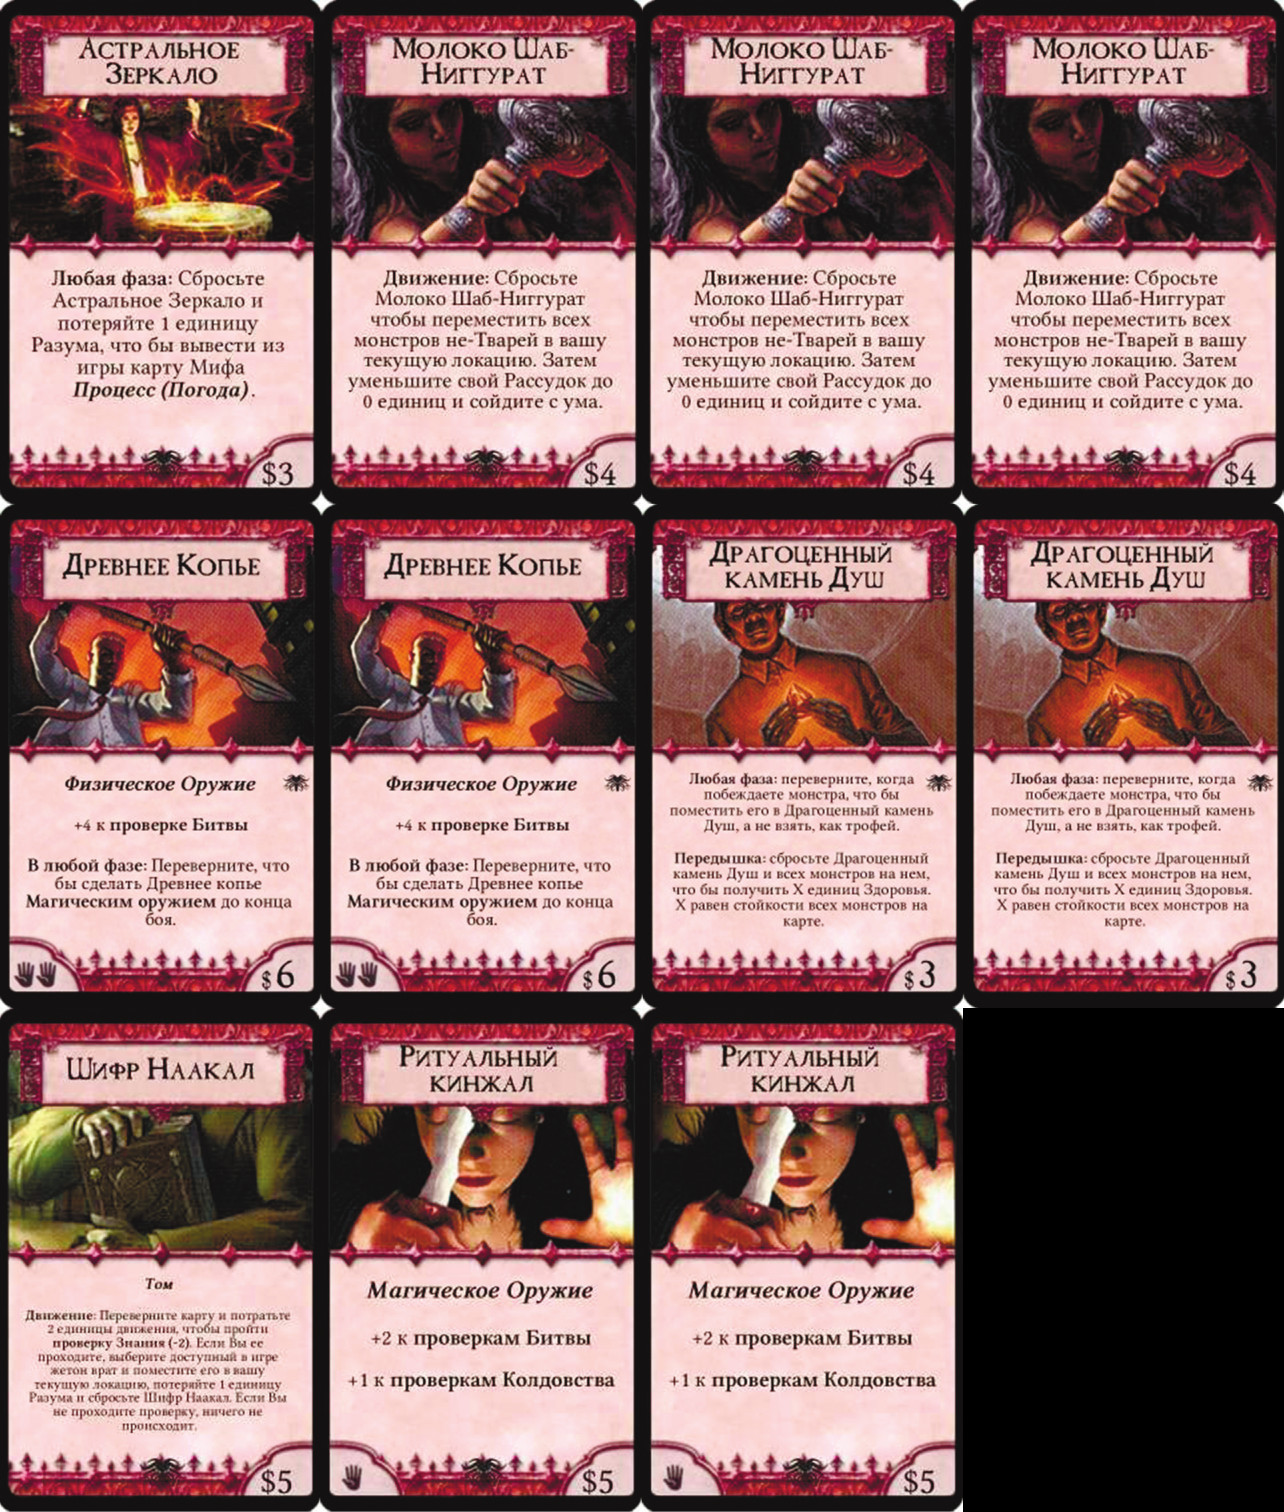 Астральное
Зеркало
Любая фаза: Сбросьте
Астральное Зеркало и
потеряйте 1 единицу
Разума, что бы вывести из
игры карту Мифа
Процесс (Погода).
$3
Молоко Шаб-
Ниггурат
Движение: Сбросьте
Молоко Шаб-Ниггурат
чтобы переместить всех
монстров не-Тварей в вашу
текущую локацию. Затем
уменьшите свой Рассудок до
0 единиц и сойдите с ума.
$4
Молоко Шаб-
Ниггурат
Движение: Сбросьте
Молоко Шаб-Ниггурат
чтобы переместить всех
монстров не-Тварей в вашу
текущую локацию. Затем
уменьшите свой Рассудок до
0 единиц и сойдите с ума.
$4
Молоко Шаб-
Ниггурат
Движение: Сбросьте
Молоко Шаб-Ниггурат
чтобы переместить всех
монстров не-Тварей в вашу
текущую локацию. Затем
уменьшите свой Рассудок до
0 единиц и сойдите с ума.
$4
Древнее Копье
Физическое Оружие
+4 к проверке Битвы
В любой фазе: Переверните, что
бы сделать Древнее копье
Магическим оружием до конца
боя.
$6
Древнее Копье
Физическое Оружие
+4 к проверке Битвы
В любой фазе: Переверните, что
бы сделать Древнее копье
Магическим оружием до конца
боя.
$6
Драгоценный
камень Душ
Любая фаза: переверните, когда
побеждаете монстра, что бы
поместить его в Драгоценный камень
Душ, а не взять, как трофей.
Передышка: сбросьте Драгоценный
камень Душ и всех монстров на нем,
что бы получить X единиц Здоровья.
X равен стойкости всех монстров на
карте.
$3
Драгоценный
камень Душ
Любая фаза: переверните, когда
побеждаете монстра, что бы
поместить его в Драгоценный камень
Душ, а не взять, как трофей.
Передышка: сбросьте Драгоценный
камень Душ и всех монстров на нем,
что бы получить X единиц Здоровья.
X равен стойкости всех монстров на
карте.
$3
Шифр Наакал
Том
Движение: Переверните карту и потратьте
2 единицы движения, чтобы пройти
проверку Знания (-2). Если Вы ее
проходите, выберите доступный в игре
жетон врат и поместите его в вашу
текущую локацию, потеряйте 1 единицу
Разума и сбросьте Шифр Наакал. Если Вы
не проходите проверку, ничего не
происходит.
$5
Ритуальный
кинжал
Магическое Оружие
+2 к проверкам Битвы
+1 к проверкам Колдовства
$5
Ритуальный
кинжал
Магическое Оружие
+2 к проверкам Битвы
+1 к проверкам Колдовства
$5